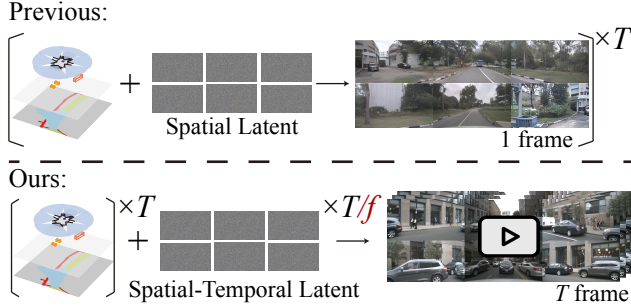 Previous:
+
×T
Spatial Latent
1 frame
Ours:
×T
+
×T/f
Spatial-Temporal Latent
T frame